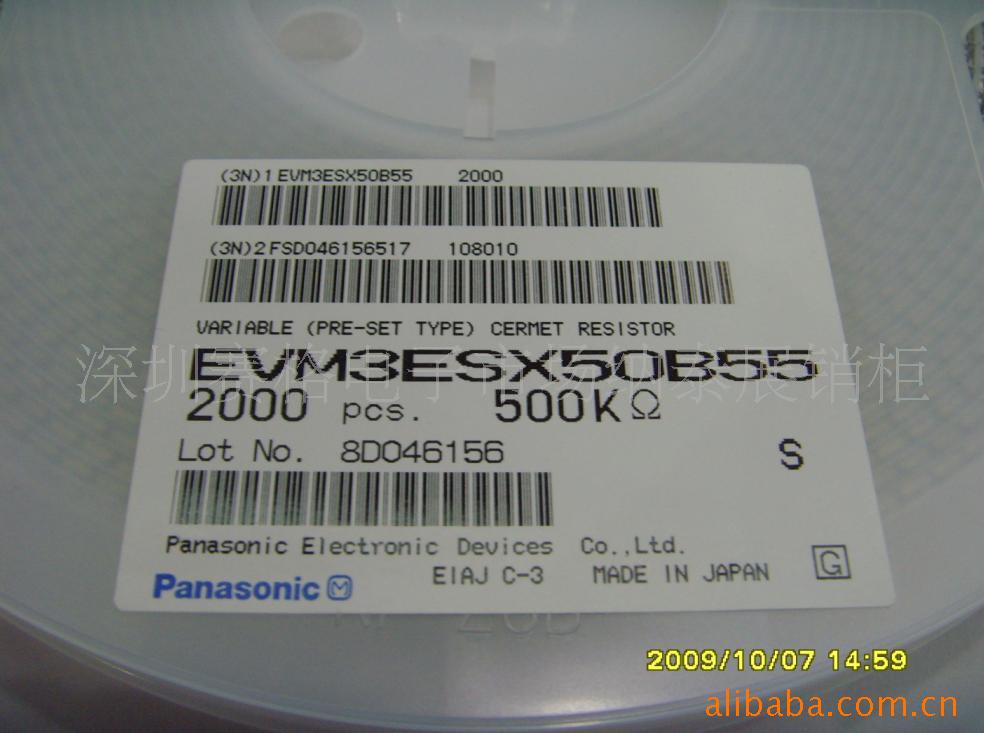 (3N)1 EVM3ESX50B55 2000
(3N)2 FSD046156517 108010
VARIABLE (PRE-SET TYPE) CERMET RESISTOR
EVM3ESX50B55
2000 pcs. 500KΩ
Lot No. 8D046156 S
Panasonic Electronic Devices Co.,Ltd.
EIAJ C-3 MADE IN JAPAN G
Panasonic M
2009/10/07 14:59
alibaba.com.cn